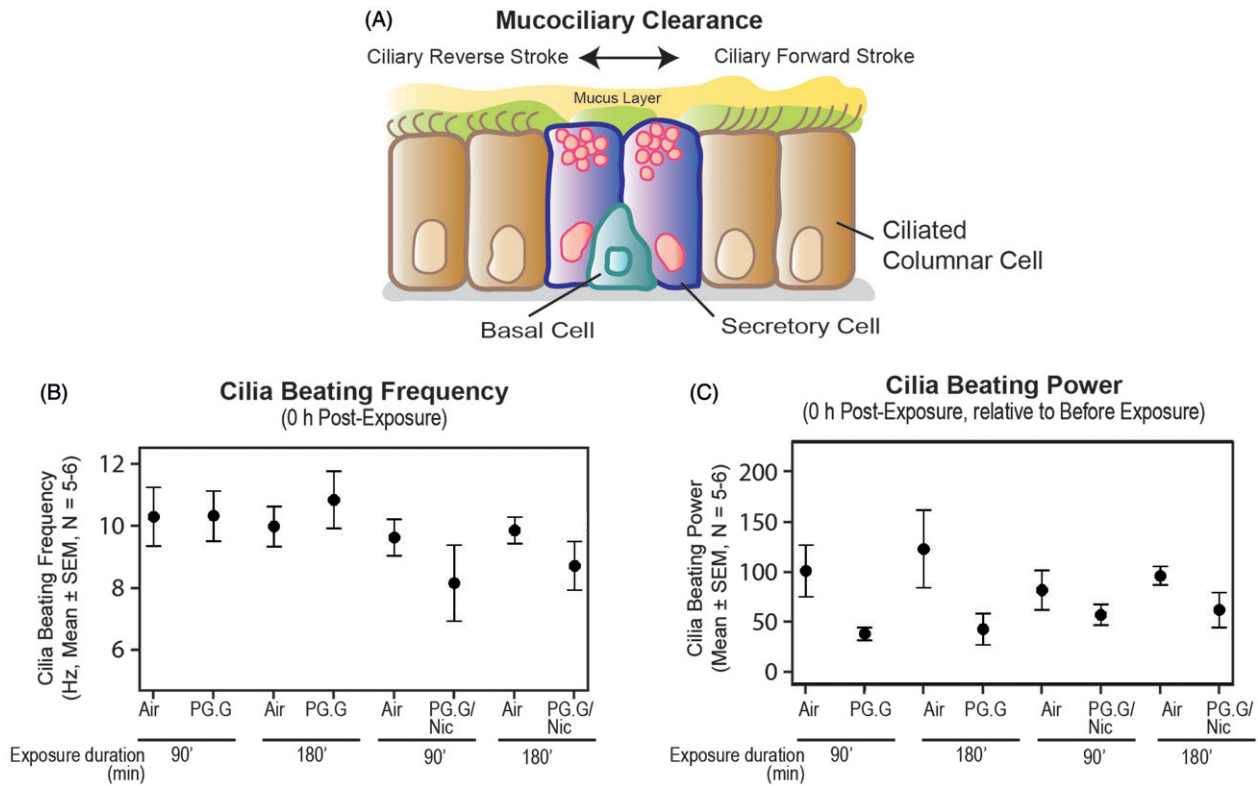 (A)
Mucociliary Clearance
Ciliary Reverse Stroke
Ciliary Forward Stroke
Mucus Layer
Ciliated
Columnar Cell
Basal Cell
Secretory Cell
(B)
Cilia Beating Frequency
(0 h Post-Exposure)
Cilia Beating Frequency
(Hz, Mean ± SEM, N = 5-6)
12
10
8
6
Air PG.G Air PG.G Air PG.G/ Air PG.G/
Nic Nic
Exposure duration 90' 180' 90' 180'
(min)
(C)
Cilia Beating Power
(0 h Post-Exposure, relative to Before Exposure)
Cilia Beating Power
(Mean ± SEM, N = 5-6)
200
150
100
50
0
Air PG.G Air PG.G Air PG.G/ Air PG.G/
Nic Nic
Exposure duration 90' 180' 90' 180'
(min)